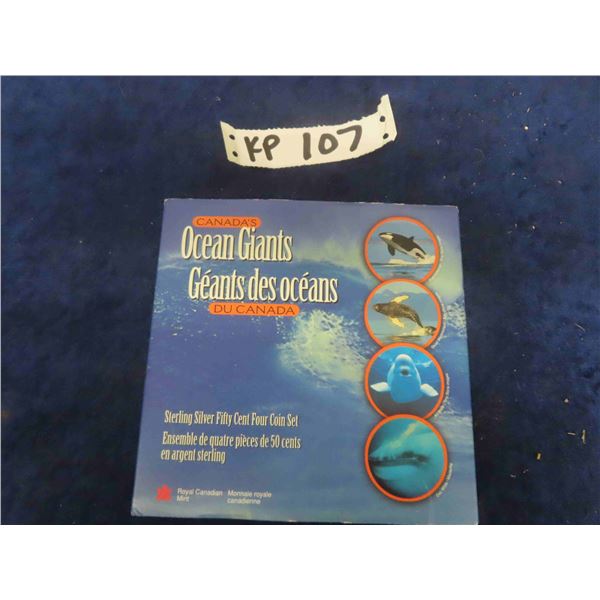 KP 107
CANADA'S
Ocean Giants
Géants des océans
DU CANADA
Sterling Silver Fifty Cent Four Coin Set
Ensemble de quatre pièces de 50 cents
en argent sterling
Royal Canadian Mint
Monnaie royale canadienne